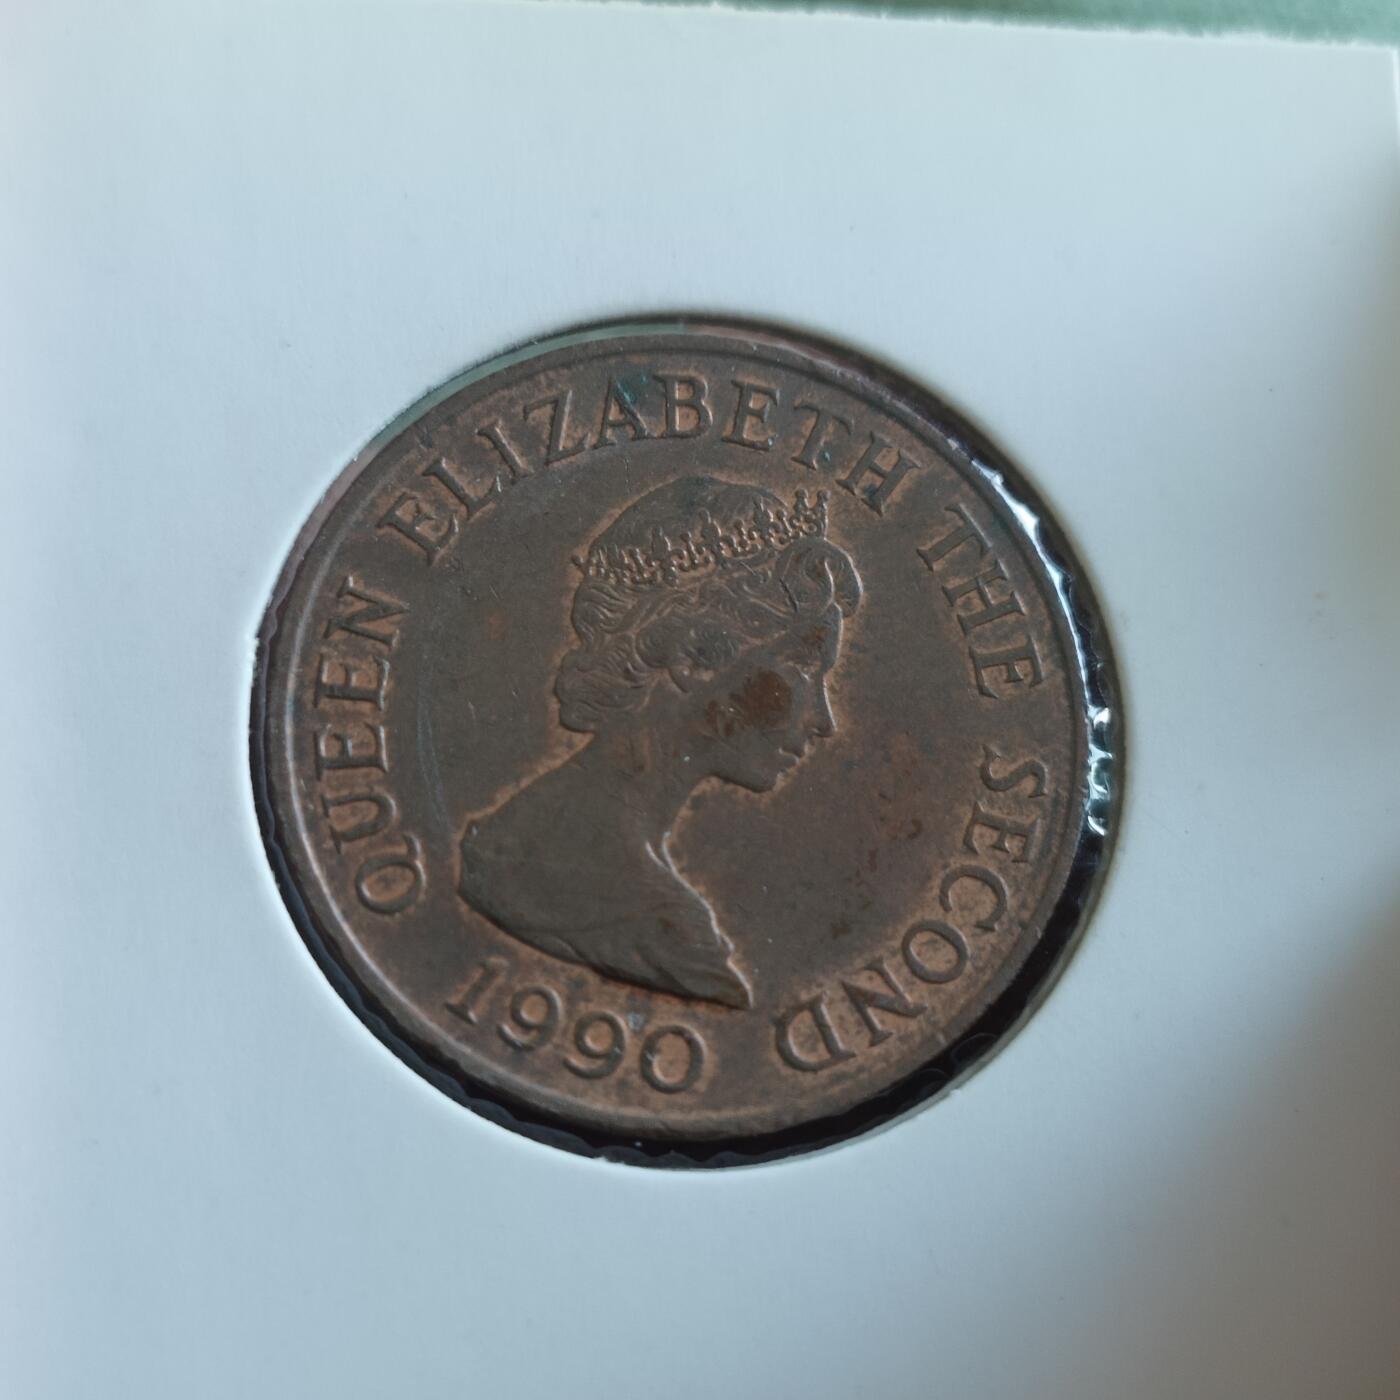 QUEEN ELIZABETH THE SECOND
1990